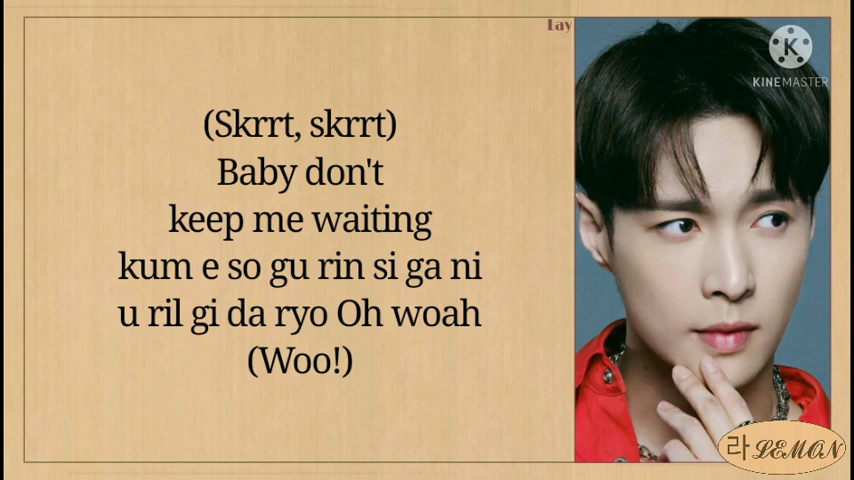 Lay
KINEMASTER
(Skrrt, skrrt)
Baby don't
keep me waiting
kum e so gu rin si ga ni
u ril gi da ryo Oh woah
(Woo!)
라 LEMON